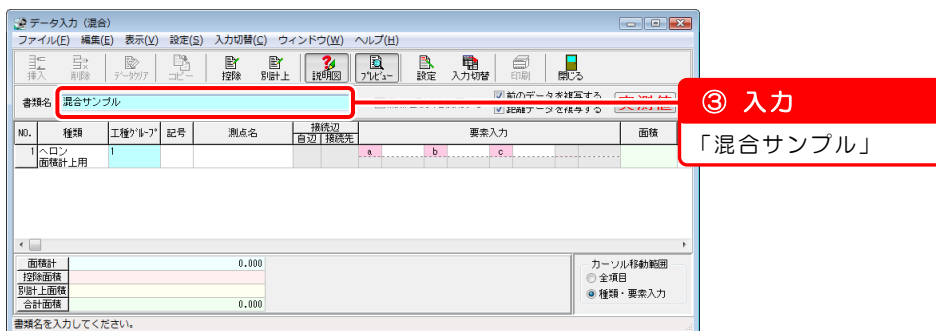 データ入力（混合）
ファイル(F) 編集(E) 表示(V) 設定(S) 入力切替(C) ウィンドウ(W) ヘルプ(H)
挿入 削除 ﾃﾞｰﾀｸﾘｱ コピー 控除 別計上 説明図 ﾌﾟﾚﾋﾞｭｰ 設定 入力切替 印刷 閉じる
書類名 混合サンプル
前のデータを複写する
距離データを複写する
③ 入力
「混合サンプル」
NO. 種類 工種ｸﾞﾙｰﾌﾟ 記号 測点名 接続辺 要素入力 面積
自辺 接続先
1 ヘロン 1 a b c
面積計上用
面積計 0.000
控除面積
別計上面積
合計面積 0.000
カーソル移動範囲
全項目
種類・要素入力
書類名を入力してください。